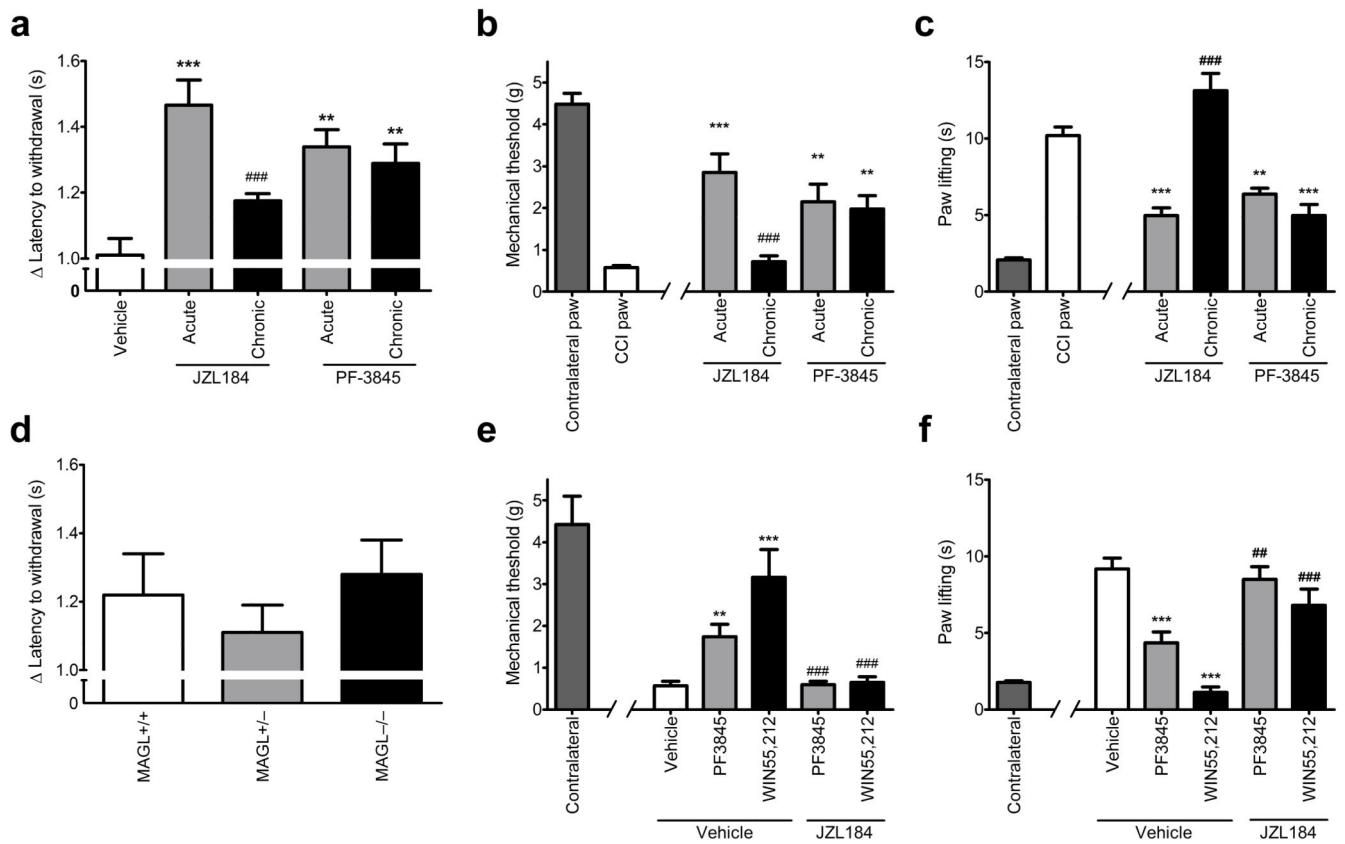 a
Δ Latency to withdrawal (s)
1.6
1.4
1.2
1.0
0
***
###
**
**
Vehicle
Acute
Chronic
Acute
Chronic
JZL184
PF-3845
b
Mechanical theshold (g)
5
4
3
2
1
0
***
###
**
**
Contralateral paw
CCI paw
Acute
Chronic
Acute
Chronic
JZL184
PF-3845
c
Paw lifting (s)
15
10
5
0
***
###
**
***
Contralateral paw
CCI paw
Acute
Chronic
Acute
Chronic
JZL184
PF-3845
d
Δ Latency to withdrawal (s)
1.6
1.4
1.2
1.0
0
MAGL+/+
MAGL+/–
MAGL–/–
e
Mechanical threshold (g)
5
4
3
2
1
0
**
***
###
###
Contralateral
Vehicle
PF3845
WIN55,212
PF3845
WIN55,212
Vehicle
JZL184
f
Paw lifting (s)
15
10
5
0
***
***
##
###
Contralateral
Vehicle
PF3845
WIN55,212
PF3845
WIN55,212
Vehicle
JZL184